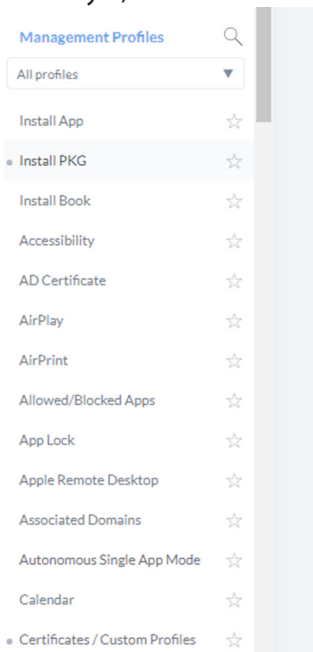 Management Profiles
All profiles
Install App
Install PKG
Install Book
Accessibility
AD Certificate
AirPlay
AirPrint
Allowed/Blocked Apps
App Lock
Apple Remote Desktop
Associated Domains
Autonomous Single App Mode
Calendar
Certificates / Custom Profiles